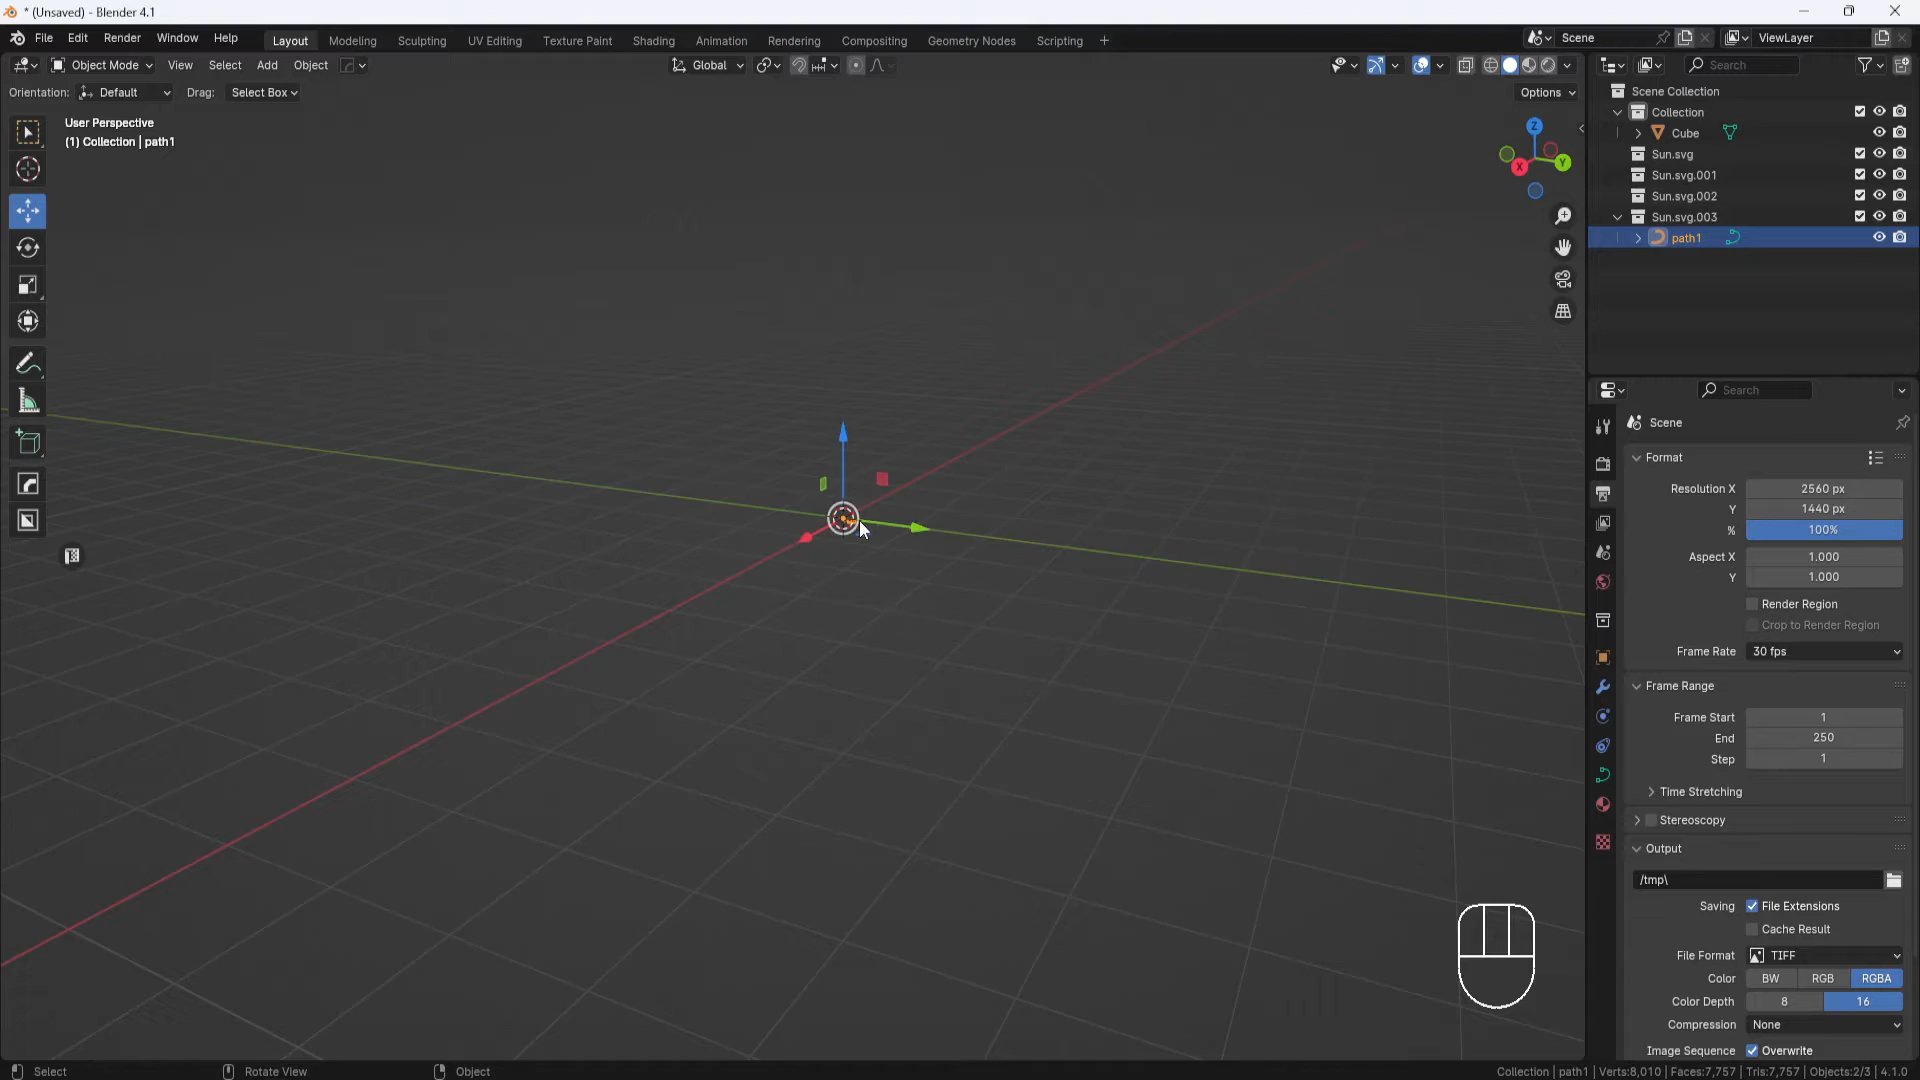 * (Unsaved) - Blender 4.1
File Edit Render Window Help
Layout Modeling Sculpting UV Editing Texture Paint Shading Animation Rendering Compositing Geometry Nodes Scripting +
Scene
ViewLayer
Object Mode View Select Add Object
Global
Search
Orientation: Default Drag: Select Box
Options
User Perspective
(1) Collection | path1
Z
X
Y
Scene Collection
Collection
Cube
Sun.svg
Sun.svg.001
Sun.svg.002
Sun.svg.003
path1
Search
Scene
Format
Resolution X 2560 px
Y 1440 px
% 100%
Aspect X 1.000
Y 1.000
Render Region
Crop to Render Region
Frame Rate 30 fps
Frame Range
Frame Start 1
End 250
Step 1
Time Stretching
Stereoscopy
Output
/tmp\
Saving File Extensions
Cache Result
File Format TIFF
Color BW RGB RGBA
Color Depth 8 16
Compression None
Image Sequence Overwrite
Select Rotate View Object
Collection | path1 | Verts:8,010 | Faces:7,757 | Tris:7,757 | Objects:2/3 | 4.1.0